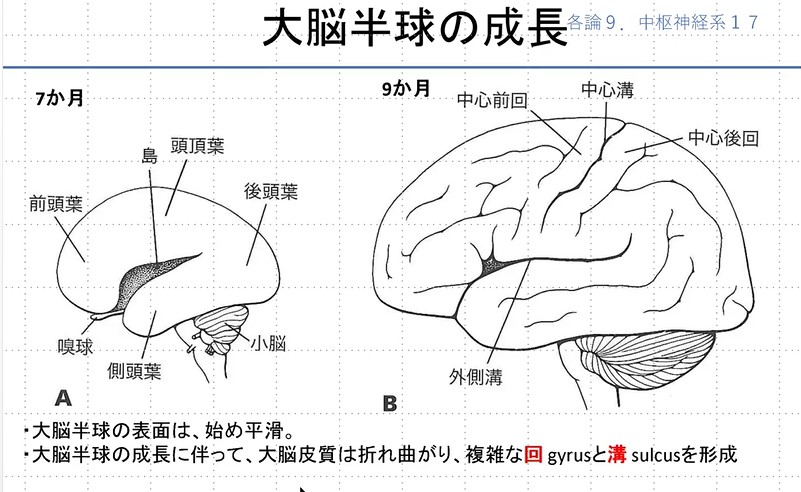 大脳半球の成長
各論９．中枢神経系１７
7か月
9か月
中心前回
中心溝
中心後回
島
頭頂葉
前頭葉
後頭葉
嗅球
側頭葉
小脳
外側溝
A
B
・大脳半球の表面は、始め平滑。
・大脳半球の成長に伴って、大脳皮質は折れ曲がり、複雑な回 gyrusと溝 sulcusを形成